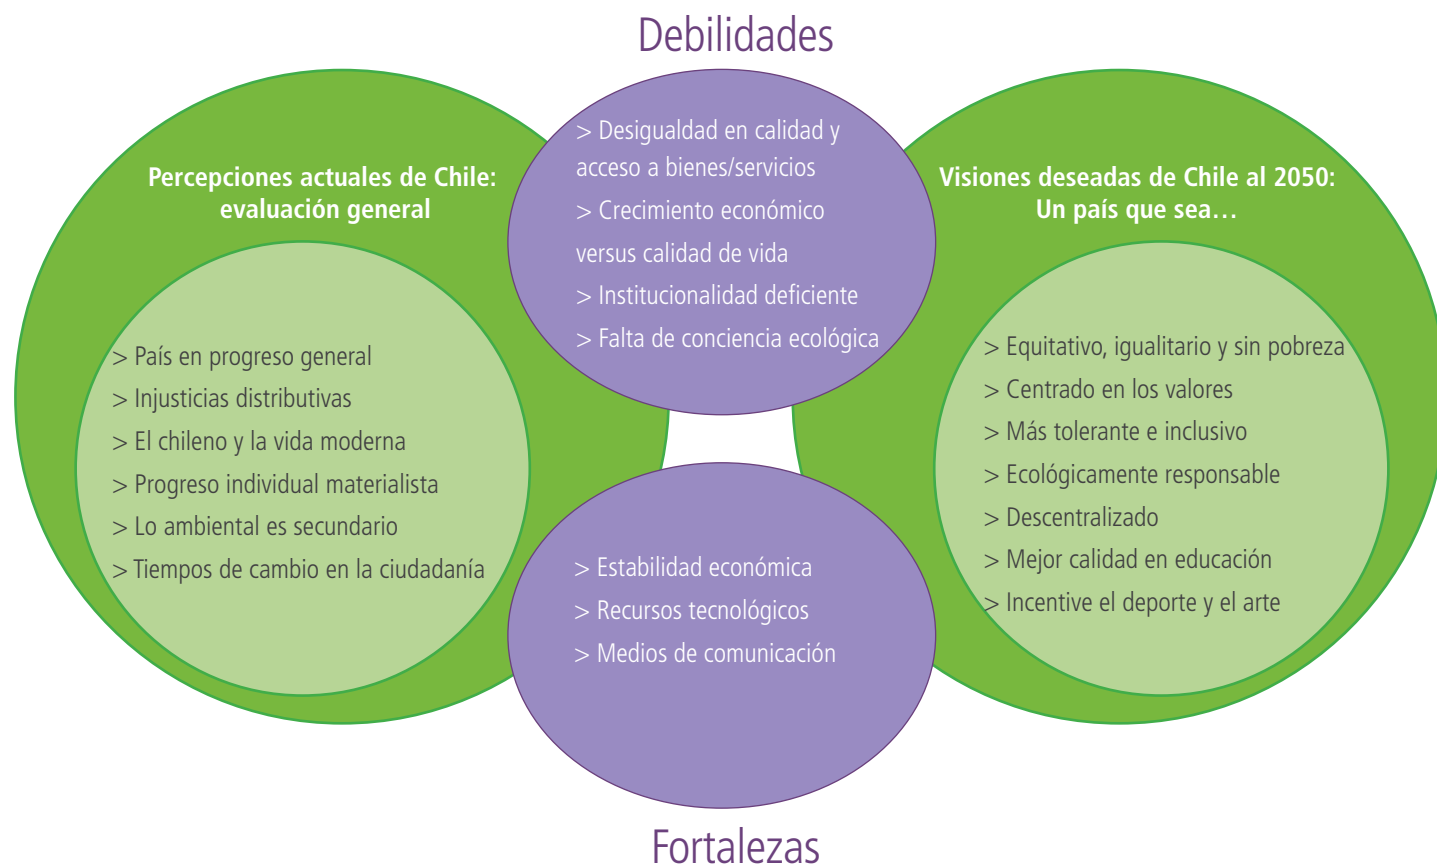 Debilidades
Percepciones actuales de Chile:
evaluación general
> País en progreso general
> Injusticias distributivas
> El chileno y la vida moderna
> Progreso individual materialista
> Lo ambiental es secundario
> Tiempos de cambio en la ciudadanía
> Desigualdad en calidad y
acceso a bienes/servicios
> Crecimiento económico
versus calidad de vida
> Institucionalidad deficiente
> Falta de conciencia ecológica
> Estabilidad económica
> Recursos tecnológicos
> Medios de comunicación
Visiones deseadas de Chile al 2050:
Un país que sea…
> Equitativo, igualitario y sin pobreza
> Centrado en los valores
> Más tolerante e inclusivo
> Ecológicamente responsable
> Descentralizado
> Mejor calidad en educación
> Incentive el deporte y el arte
Fortalezas